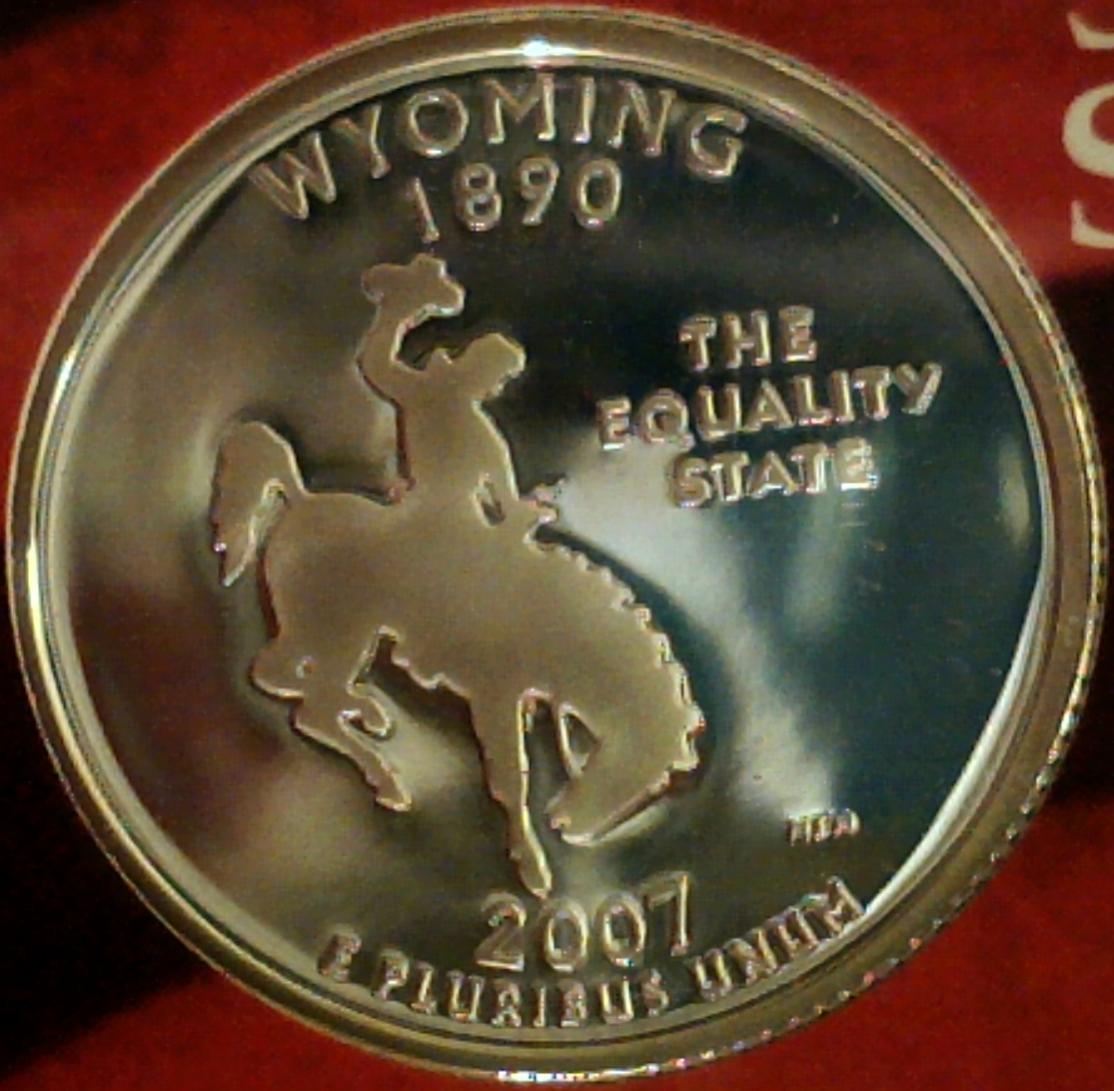 WYOMING
1890
THE
EQUALITY
STATE
2007
E PLURIBUS UNUM